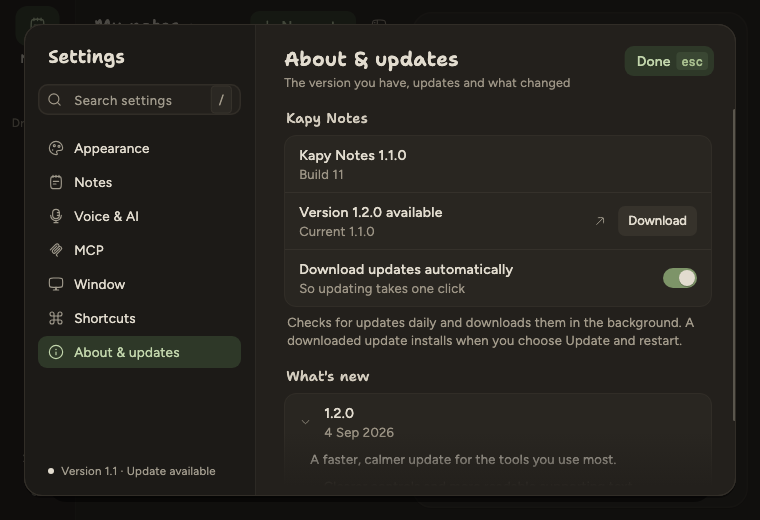 My notes
Settings
Search settings
/
Appearance
Notes
Voice & AI
MCP
Window
Shortcuts
About & updates
Version 1.1 · Update available
About & updates
The version you have, updates and what changed
Done esc
Kapy Notes
Kapy Notes 1.1.0
Build 11
Version 1.2.0 available
Current 1.1.0
Download
Download updates automatically
So updating takes one click
Checks for updates daily and downloads them in the background. A
downloaded update installs when you choose Update and restart.
What's new
1.2.0
4 Sep 2026
A faster, calmer update for the tools you use most.